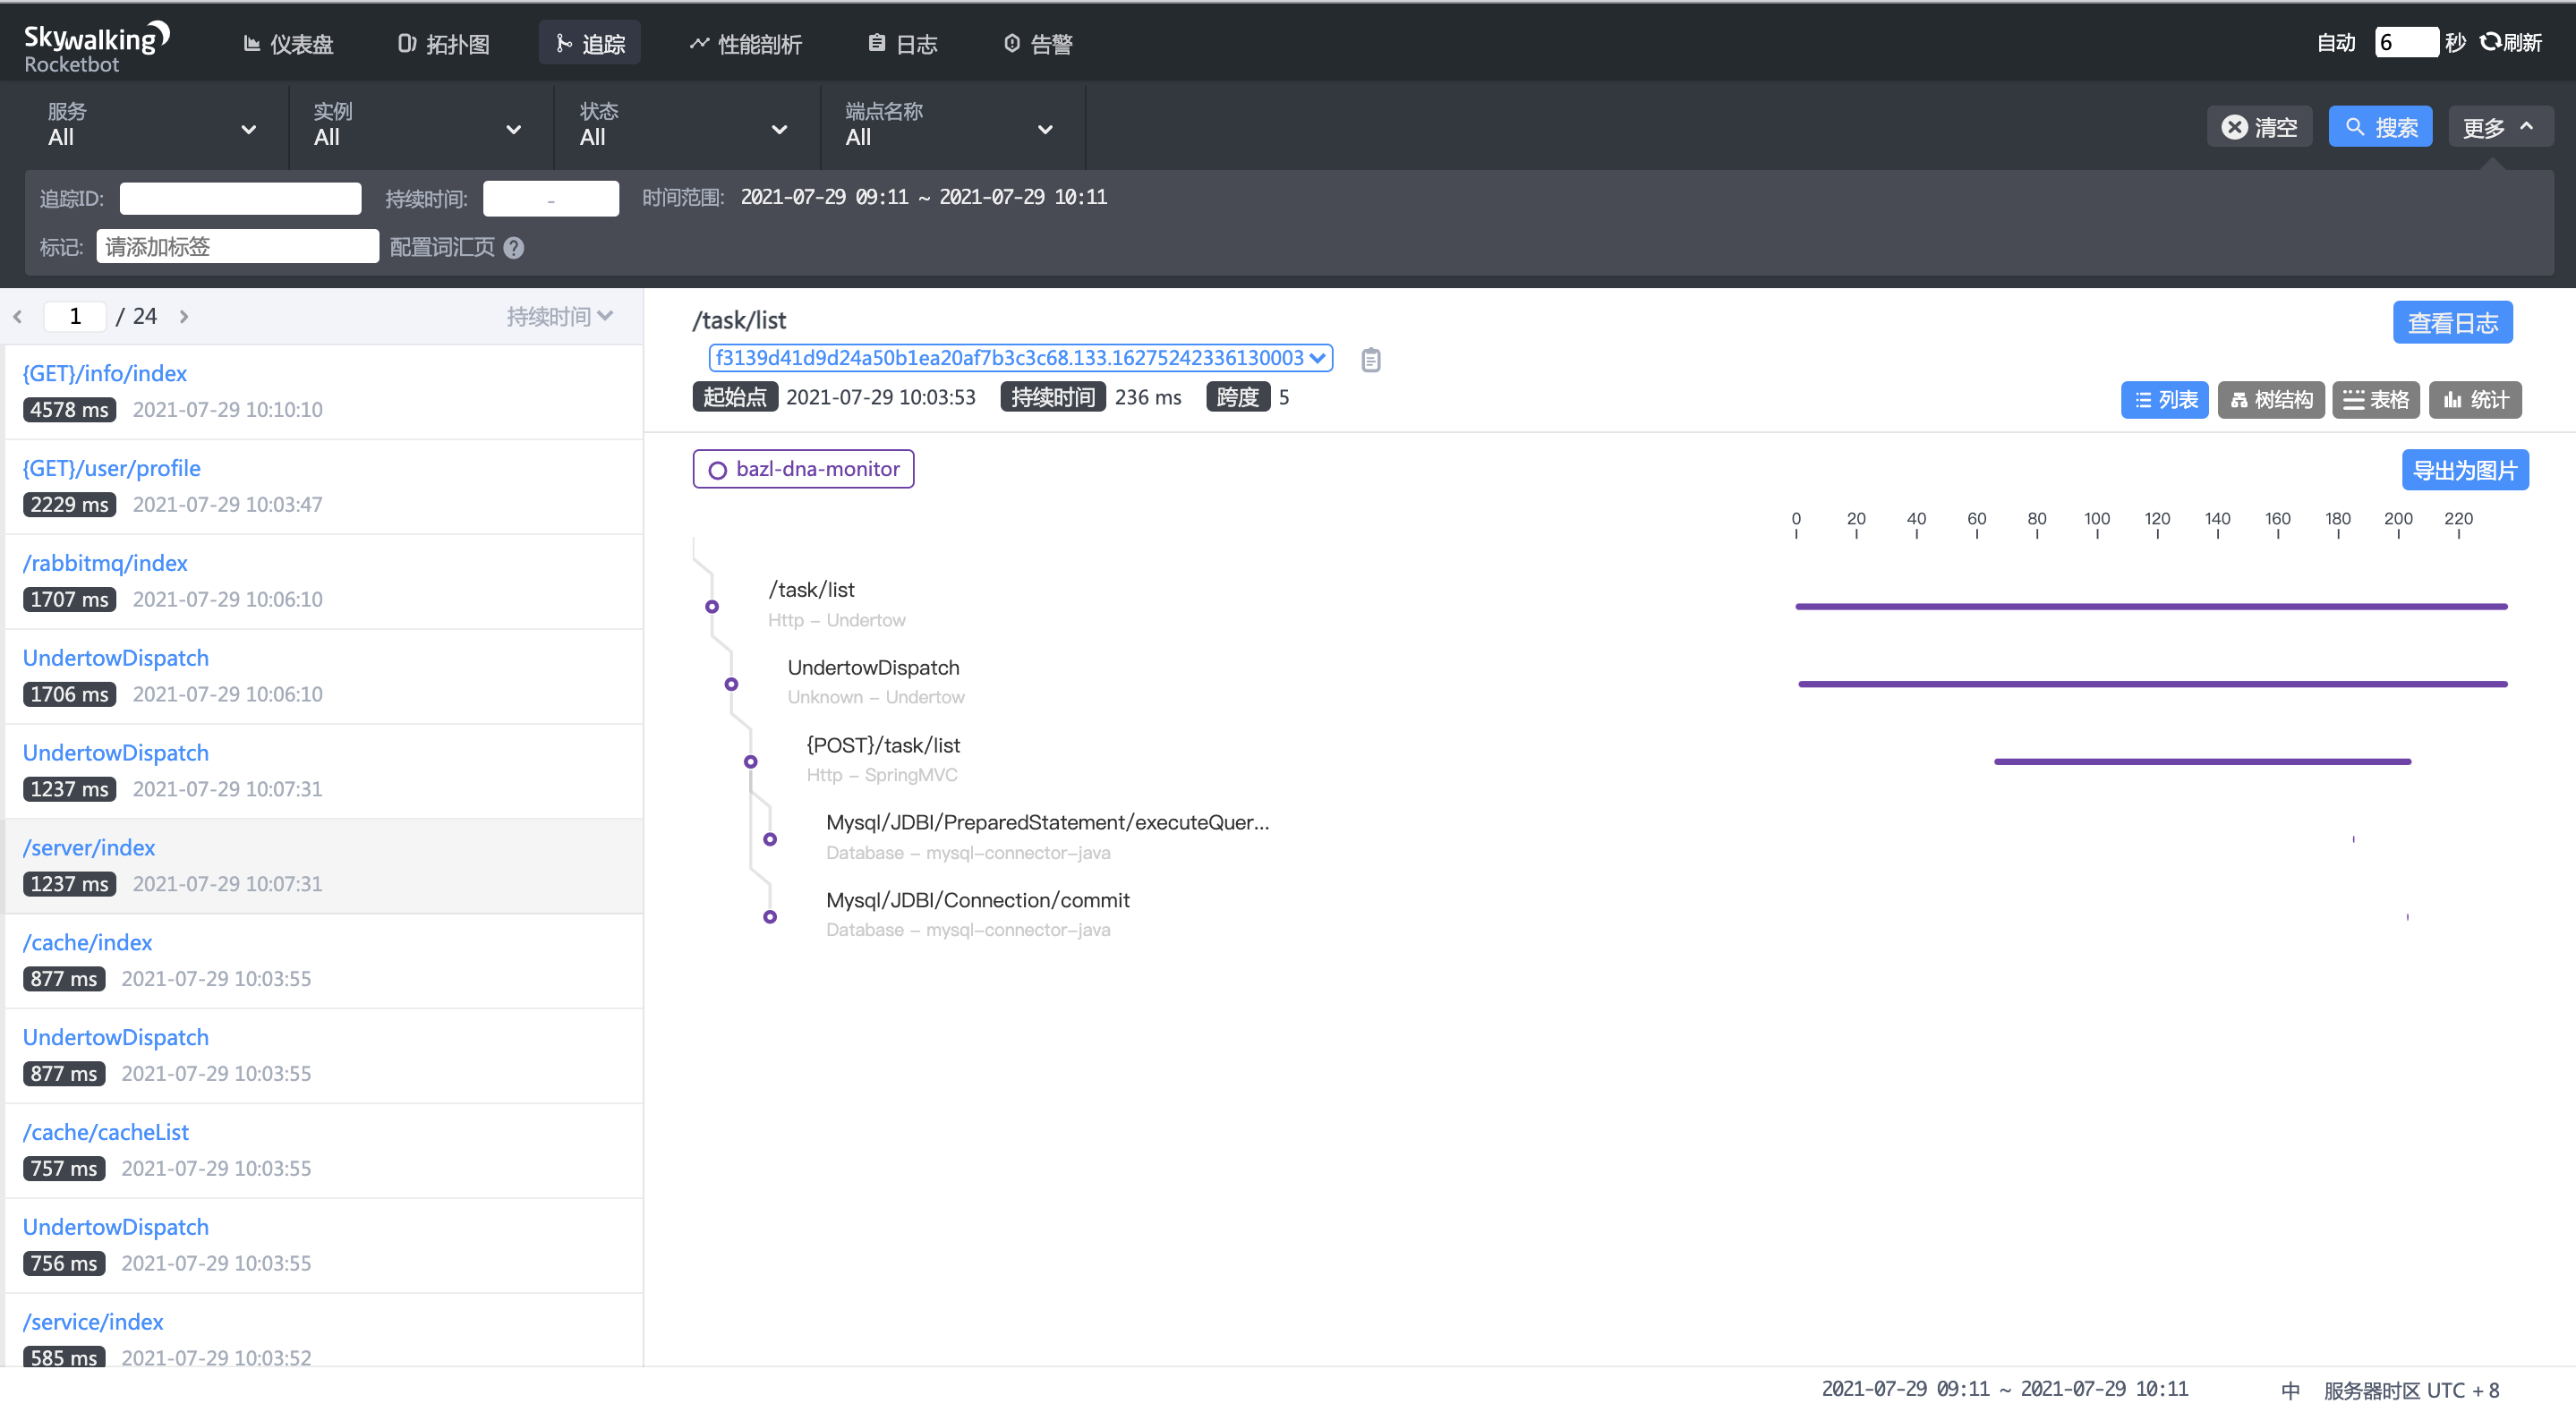 Skywalking
Rocketbot
仪表盘 拓扑图 追踪 性能剖析 日志 告警 自动 6 秒 刷新
服务 实例 状态 端点名称
All All All All
清空 搜索 更多
追踪ID: 持续时间: - 时间范围: 2021-07-29 09:11 ~ 2021-07-29 10:11
标记: 请添加标签 配置词汇页 ?
1 / 24 持续时间
{GET}/info/index
4578 ms 2021-07-29 10:10:10
{GET}/user/profile
2229 ms 2021-07-29 10:03:47
/rabbitmq/index
1707 ms 2021-07-29 10:06:10
UndertowDispatch
1706 ms 2021-07-29 10:06:10
UndertowDispatch
1237 ms 2021-07-29 10:07:31
/server/index
1237 ms 2021-07-29 10:07:31
/cache/index
877 ms 2021-07-29 10:03:55
UndertowDispatch
877 ms 2021-07-29 10:03:55
/cache/cacheList
757 ms 2021-07-29 10:03:55
UndertowDispatch
756 ms 2021-07-29 10:03:55
/service/index
585 ms 2021-07-29 10:03:52
/task/list
查看日志
f3139d41d9d24a50b1ea20af7b3c3c68.133.16275242336130003
起始点 2021-07-29 10:03:53 持续时间 236 ms 跨度 5
列表 树结构 表格 统计
bazl-dna-monitor
导出为图片
0 20 40 60 80 100 120 140 160 180 200 220
/task/list
Http - Undertow
UndertowDispatch
Unknown - Undertow
{POST}/task/list
Http - SpringMVC
Mysql/JDBI/PreparedStatement/executeQuer...
Database - mysql-connector-java
Mysql/JDBI/Connection/commit
Database - mysql-connector-java
2021-07-29 09:11 ~ 2021-07-29 10:11 中 服务器时区 UTC + 8